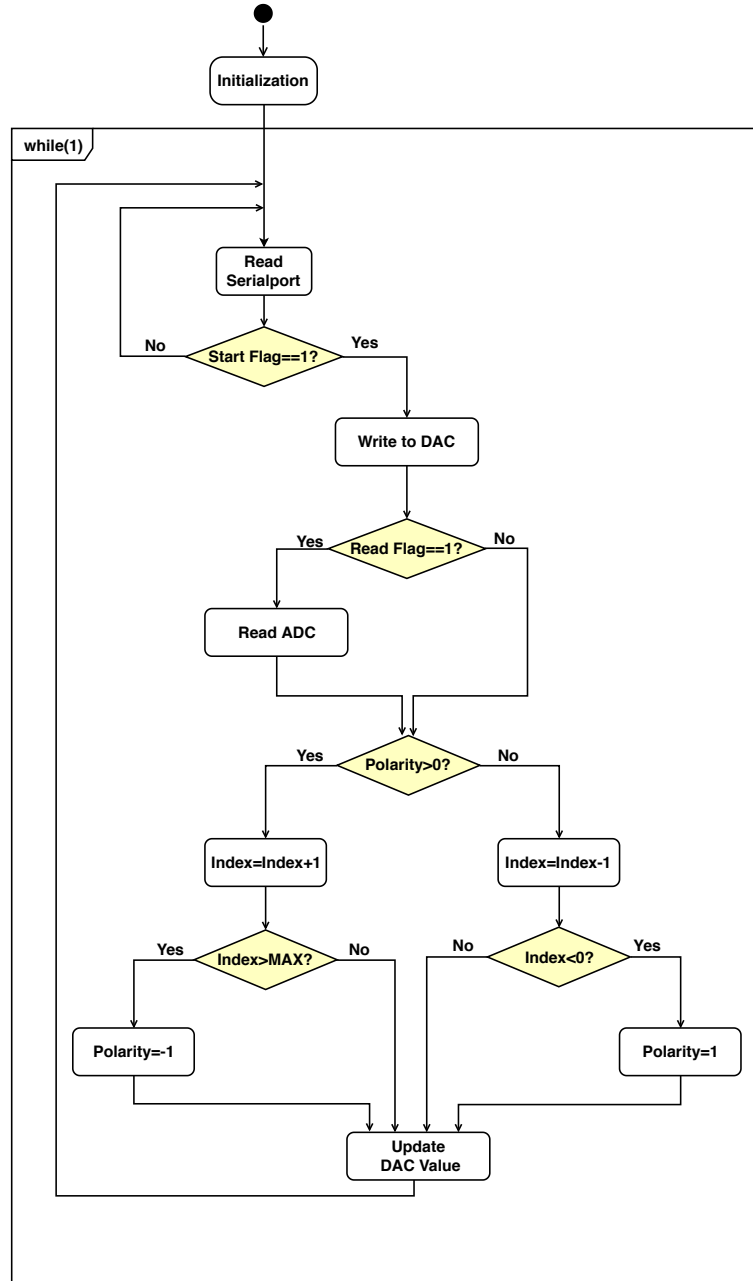 Initialization
while(1)
Read
Serialport
No
Start Flag==1?
Yes
Write to DAC
Yes
Read Flag==1?
No
Read ADC
Yes
Polarity>0?
No
Index=Index+1
Index=Index-1
Yes
Index>MAX?
No
No
Index<0?
Yes
Polarity=-1
Polarity=1
Update
DAC Value